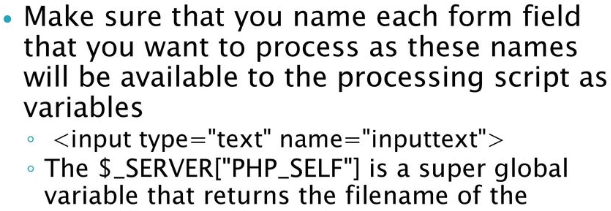 • Make sure that you name each form field
that you want to process as these names
will be available to the processing script as
variables
◦ <input type="text" name="inputtext">
◦ The $_SERVER["PHP_SELF"] is a super global
variable that returns the filename of the